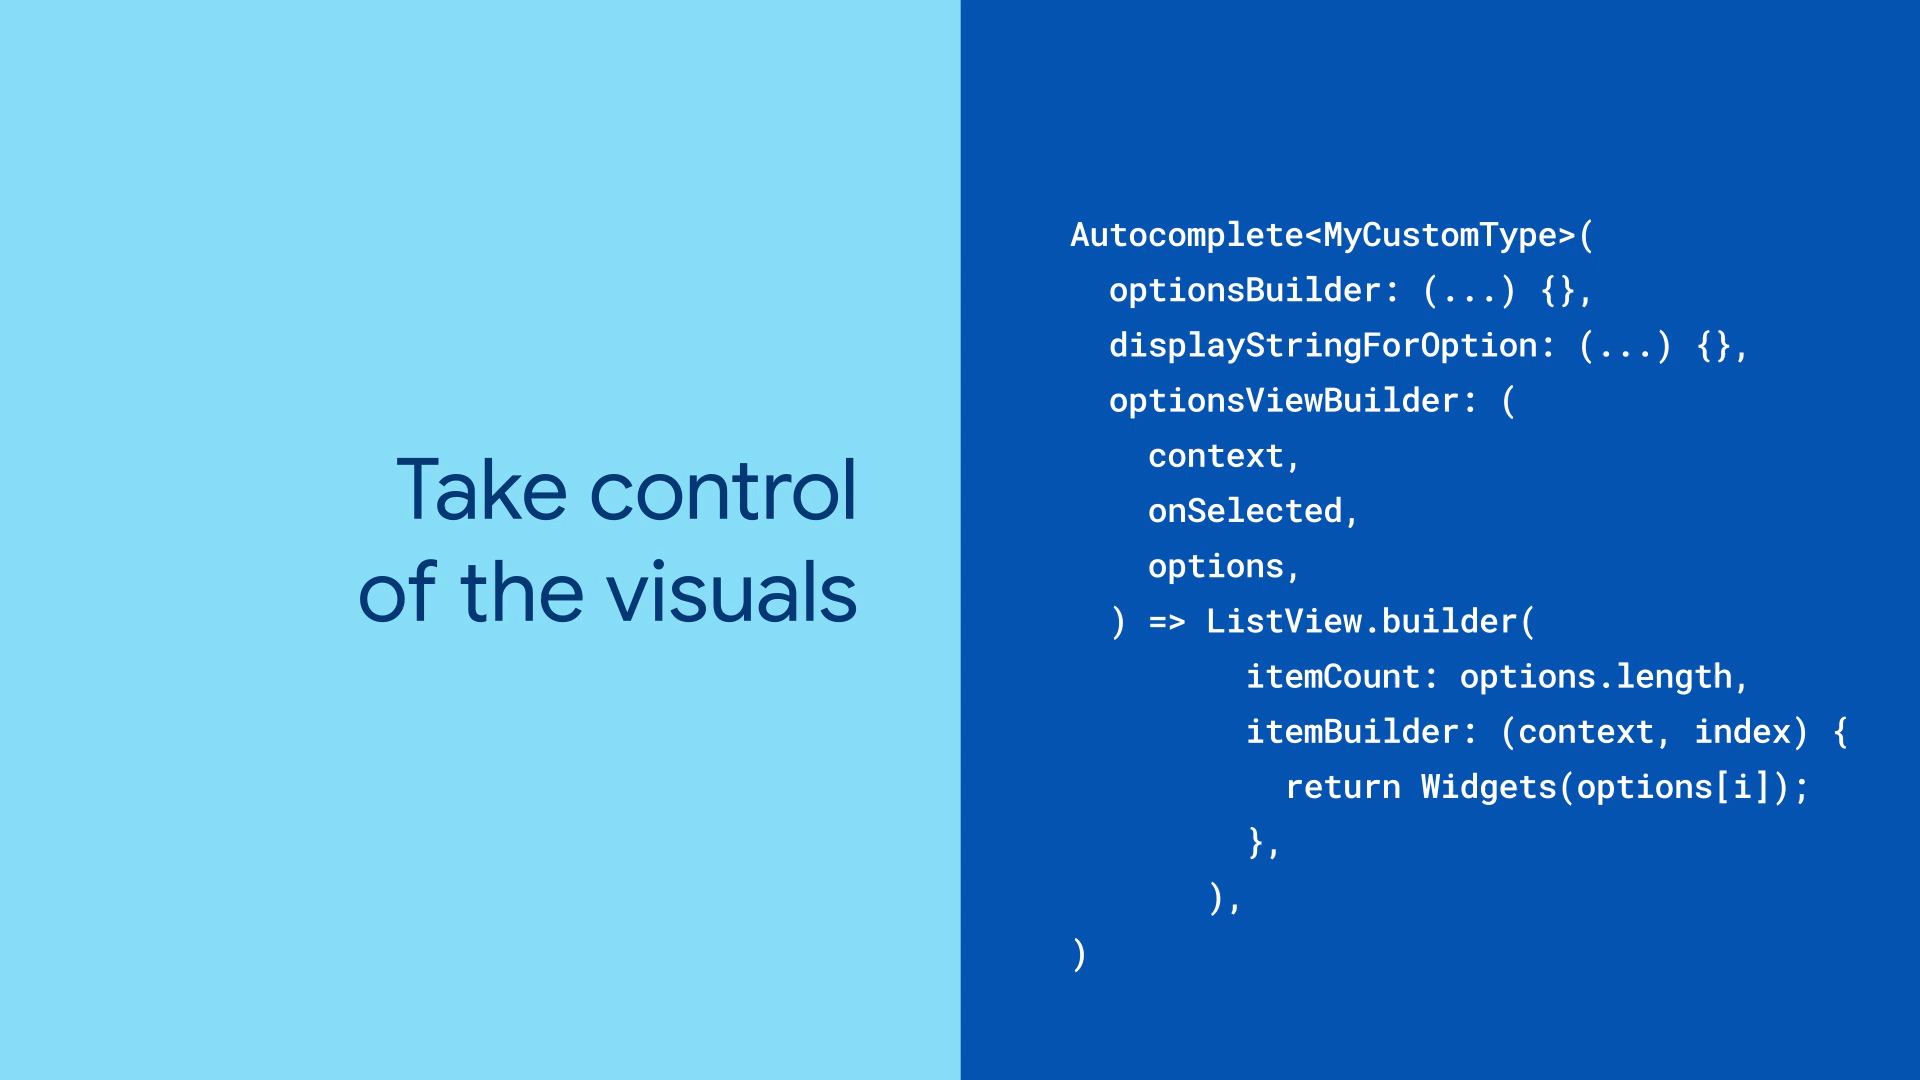 Take control
of the visuals
Autocomplete<MyCustomType>(
  optionsBuilder: (...) {},
  displayStringForOption: (...) {},
  optionsViewBuilder: (
    context,
    onSelected,
    options,
  ) => ListView.builder(
         itemCount: options.length,
         itemBuilder: (context, index) {
           return Widgets(options[i]);
         },
       ),
)